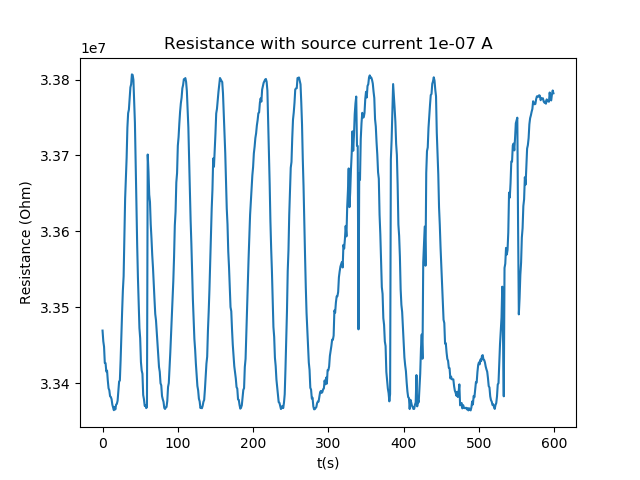 Resistance with source current 1e-07 A
1e7
3.38
3.37
3.36
3.35
3.34
Resistance (Ohm)
0 100 200 300 400 500 600
t(s)